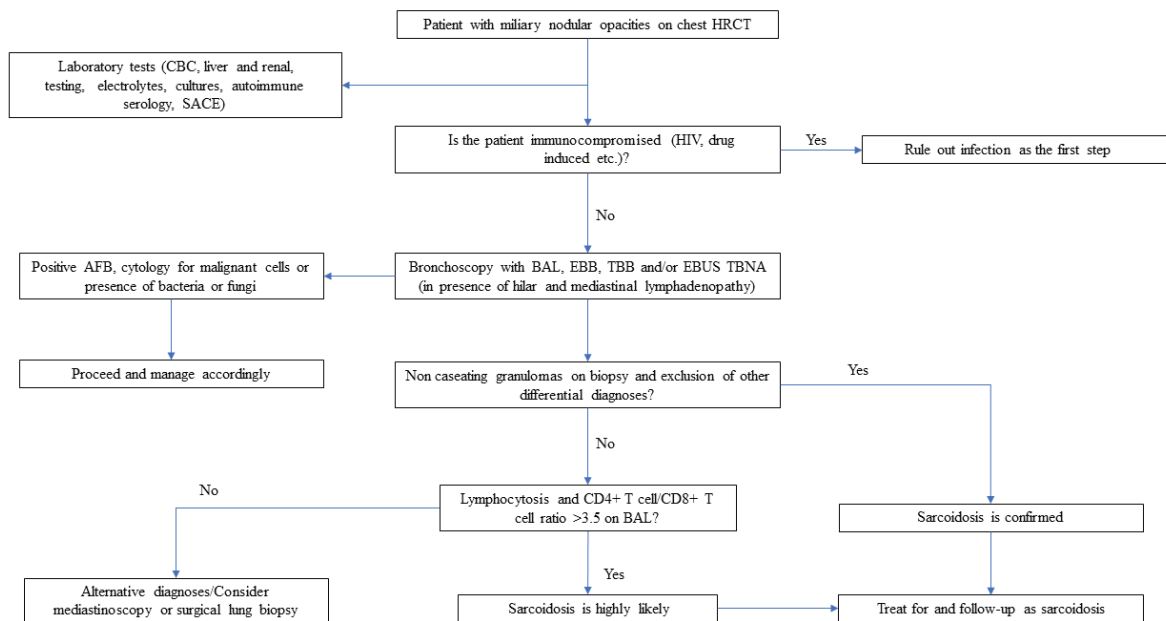 Patient with miliary nodular opacities on chest HRCT
Laboratory tests (CBC, liver and renal,
testing, electrolytes, cultures, autoimmune
serology, SACE)
Is the patient immunocompromised (HIV, drug
induced etc.)?
Yes
Rule out infection as the first step
No
Positive AFB, cytology for malignant cells or
presence of bacteria or fungi
Bronchoscopy with BAL, EBB, TBB and/or EBUS TBNA
(in presence of hilar and mediastinal lymphadenopathy)
Proceed and manage accordingly
Non caseating granulomas on biopsy and exclusion of other
differential diagnoses?
Yes
No
No
Lymphocytosis and CD4+ T cell/CD8+ T
cell ratio >3.5 on BAL?
Sarcoidosis is confirmed
Yes
Alternative diagnoses/Consider
mediastinoscopy or surgical lung biopsy
Sarcoidosis is highly likely
Treat for and follow-up as sarcoidosis